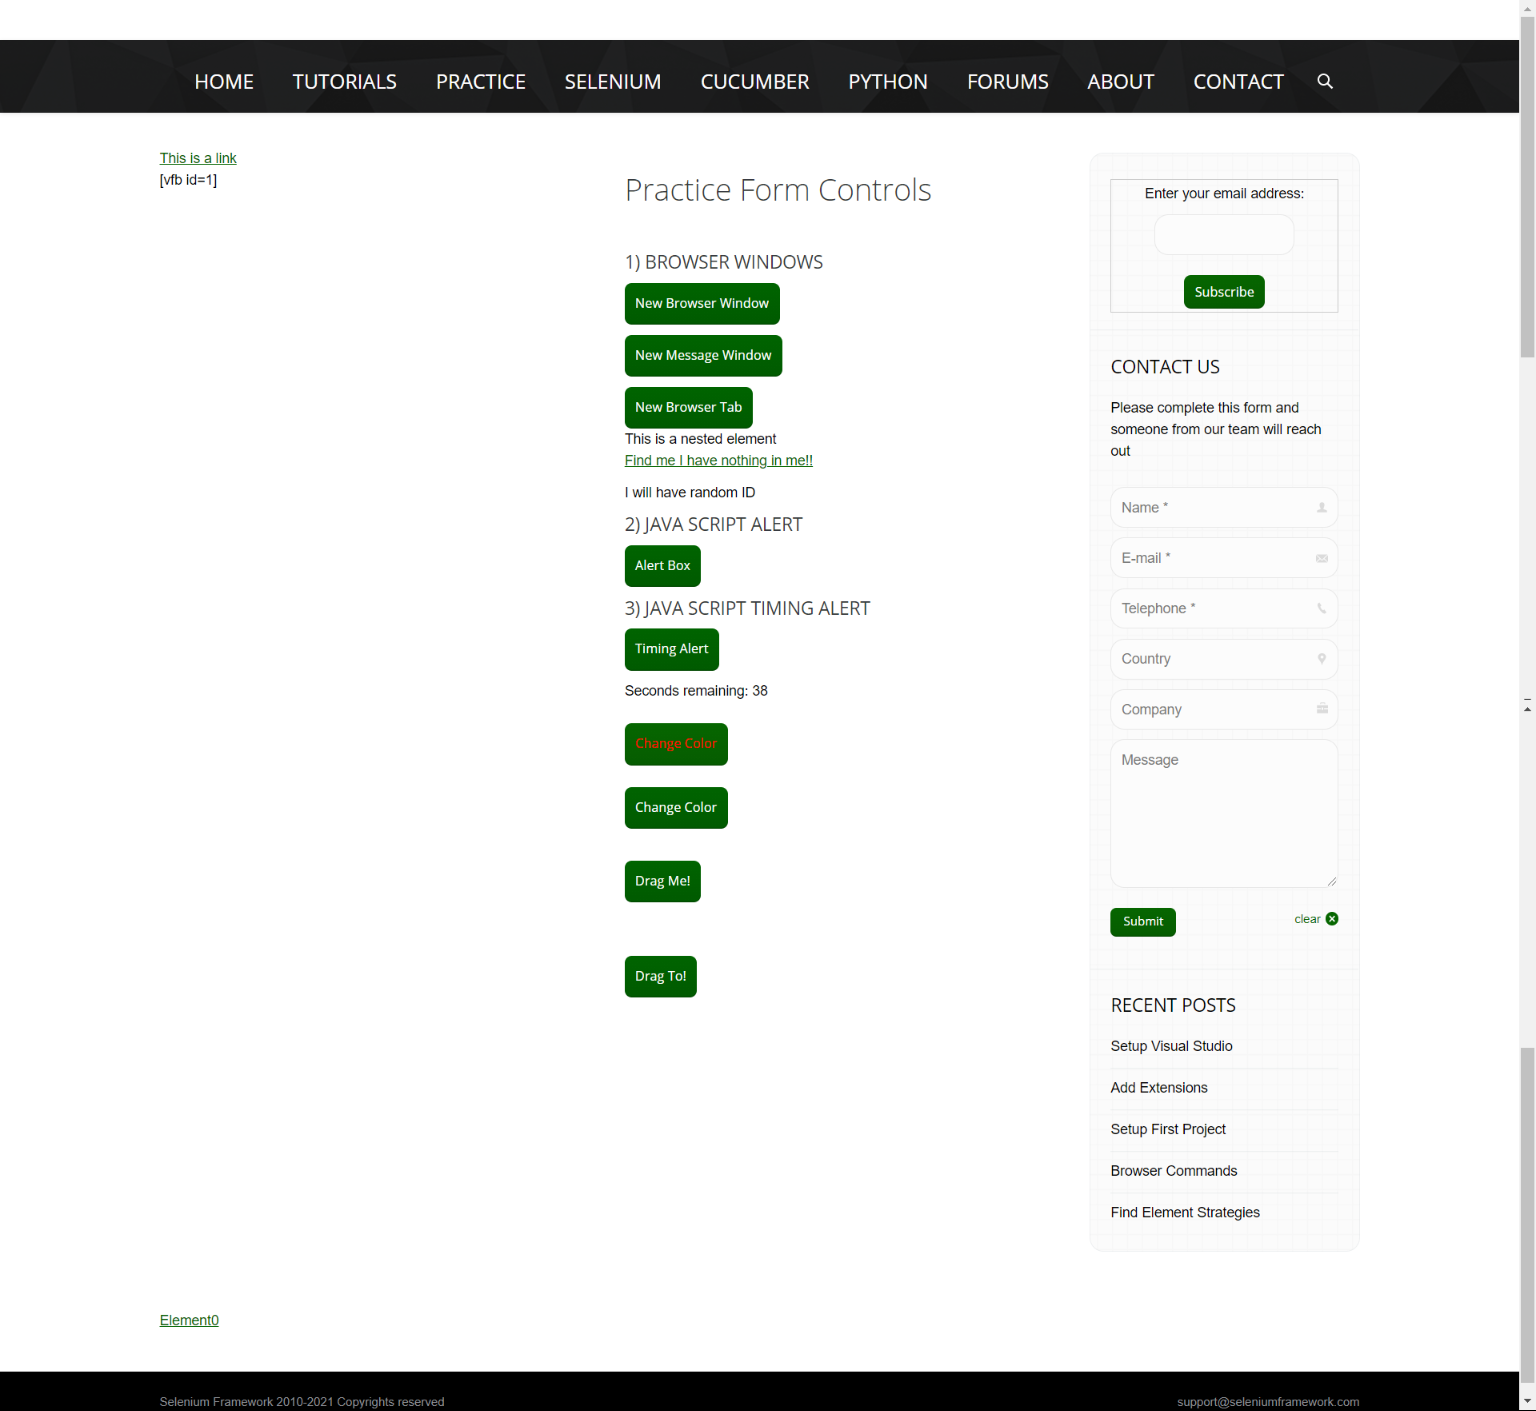 HOME TUTORIALS PRACTICE SELENIUM CUCUMBER PYTHON FORUMS ABOUT CONTACT
This is a link
[vfb id=1]
Practice Form Controls
1) BROWSER WINDOWS
New Browser Window
New Message Window
New Browser Tab
This is a nested element
Find me I have nothing in me!!
I will have random ID
2) JAVA SCRIPT ALERT
Alert Box
3) JAVA SCRIPT TIMING ALERT
Timing Alert
Seconds remaining: 38
Change Color
Change Color
Drag Me!
Drag To!
Enter your email address:
Subscribe
CONTACT US
Please complete this form and
someone from our team will reach
out
Name *
E-mail *
Telephone *
Country
Company
Message
Submit clear
RECENT POSTS
Setup Visual Studio
Add Extensions
Setup First Project
Browser Commands
Find Element Strategies
Element0
Selenium Framework 2010-2021 Copyrights reserved support@seleniumframework.com